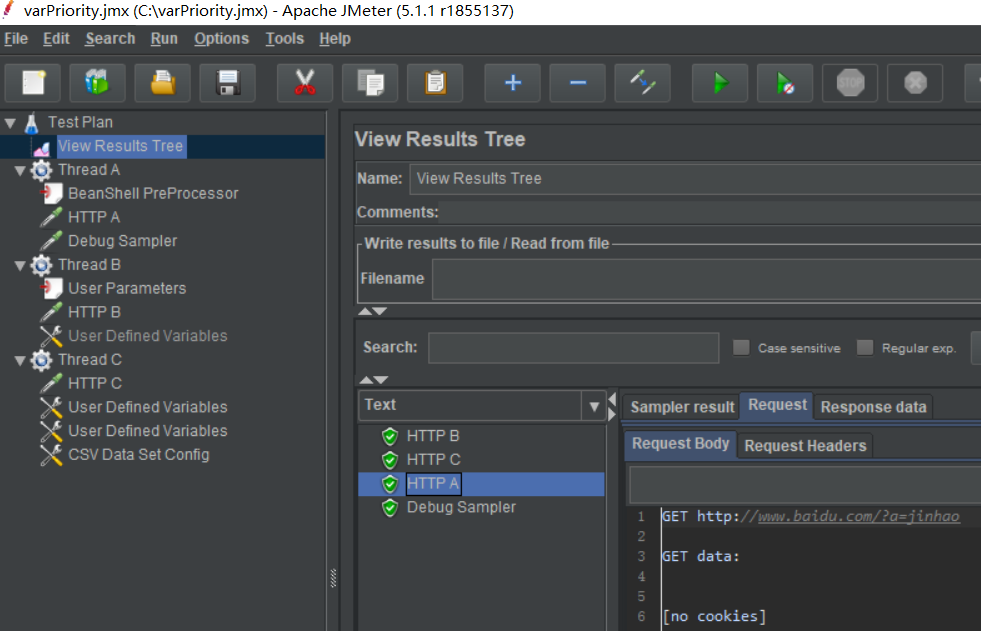 varPriority.jmx (C:\varPriority.jmx) - Apache JMeter (5.1.1 r1855137)
File Edit Search Run Options Tools Help
STOP
Test Plan
View Results Tree
Thread A
BeanShell PreProcessor
HTTP A
Debug Sampler
Thread B
User Parameters
HTTP B
User Defined Variables
Thread C
HTTP C
User Defined Variables
User Defined Variables
CSV Data Set Config
View Results Tree
Name: View Results Tree
Comments:
Write results to file / Read from file
Filename
Search: Case sensitive Regular exp.
Text
HTTP B
HTTP C
HTTP A
Debug Sampler
Sampler result Request Response data
Request Body Request Headers
1 GET http://www.baidu.com/?a=jinhao
2
3 GET data:
4
5
6 [no cookies]